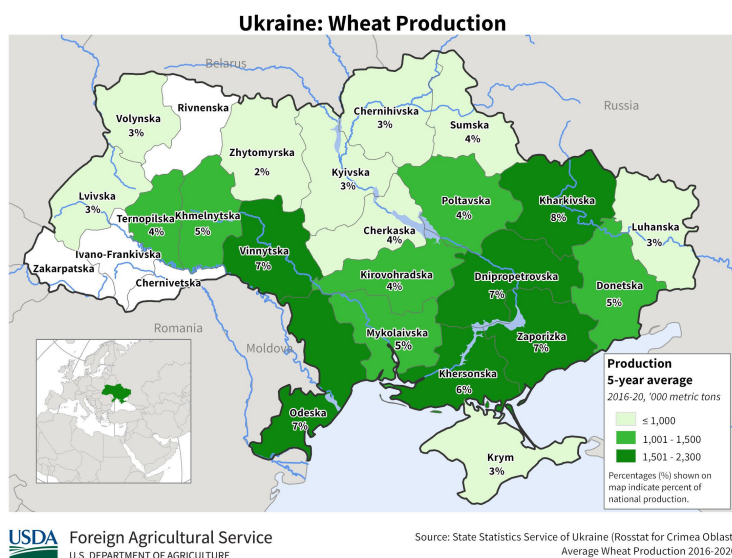 Ukraine: Wheat Production
Belarus
Russia
Romania
Moldova
Volynska
3%
Rivnenska
Zhytomyrska
2%
Chernihivska
3%
Sumska
4%
Kyivska
3%
Lvivska
3%
Ternopilska
4%
Khmelnytska
5%
Poltavska
4%
Kharkivska
8%
Luhanska
3%
Cherkaska
4%
Vinnytska
7%
Ivano-Frankivska
Zakarpatska
Chernivetska
Kirovohradska
4%
Dnipropetrovska
7%
Donetska
5%
Mykolaivska
5%
Zaporizka
7%
Khersonska
6%
Odeska
7%
Krym
3%
Production
5-year average
2016-20, '000 metric tons
≤ 1,000
1,001 - 1,500
1,501 - 2,300
Percentages (%) shown on
map indicate percent of
national production.
USDA
Foreign Agricultural Service
U.S. DEPARTMENT OF AGRICULTURE
Source: State Statistics Service of Ukraine (Rosstat for Crimea Oblast
Average Wheat Production 2016-202